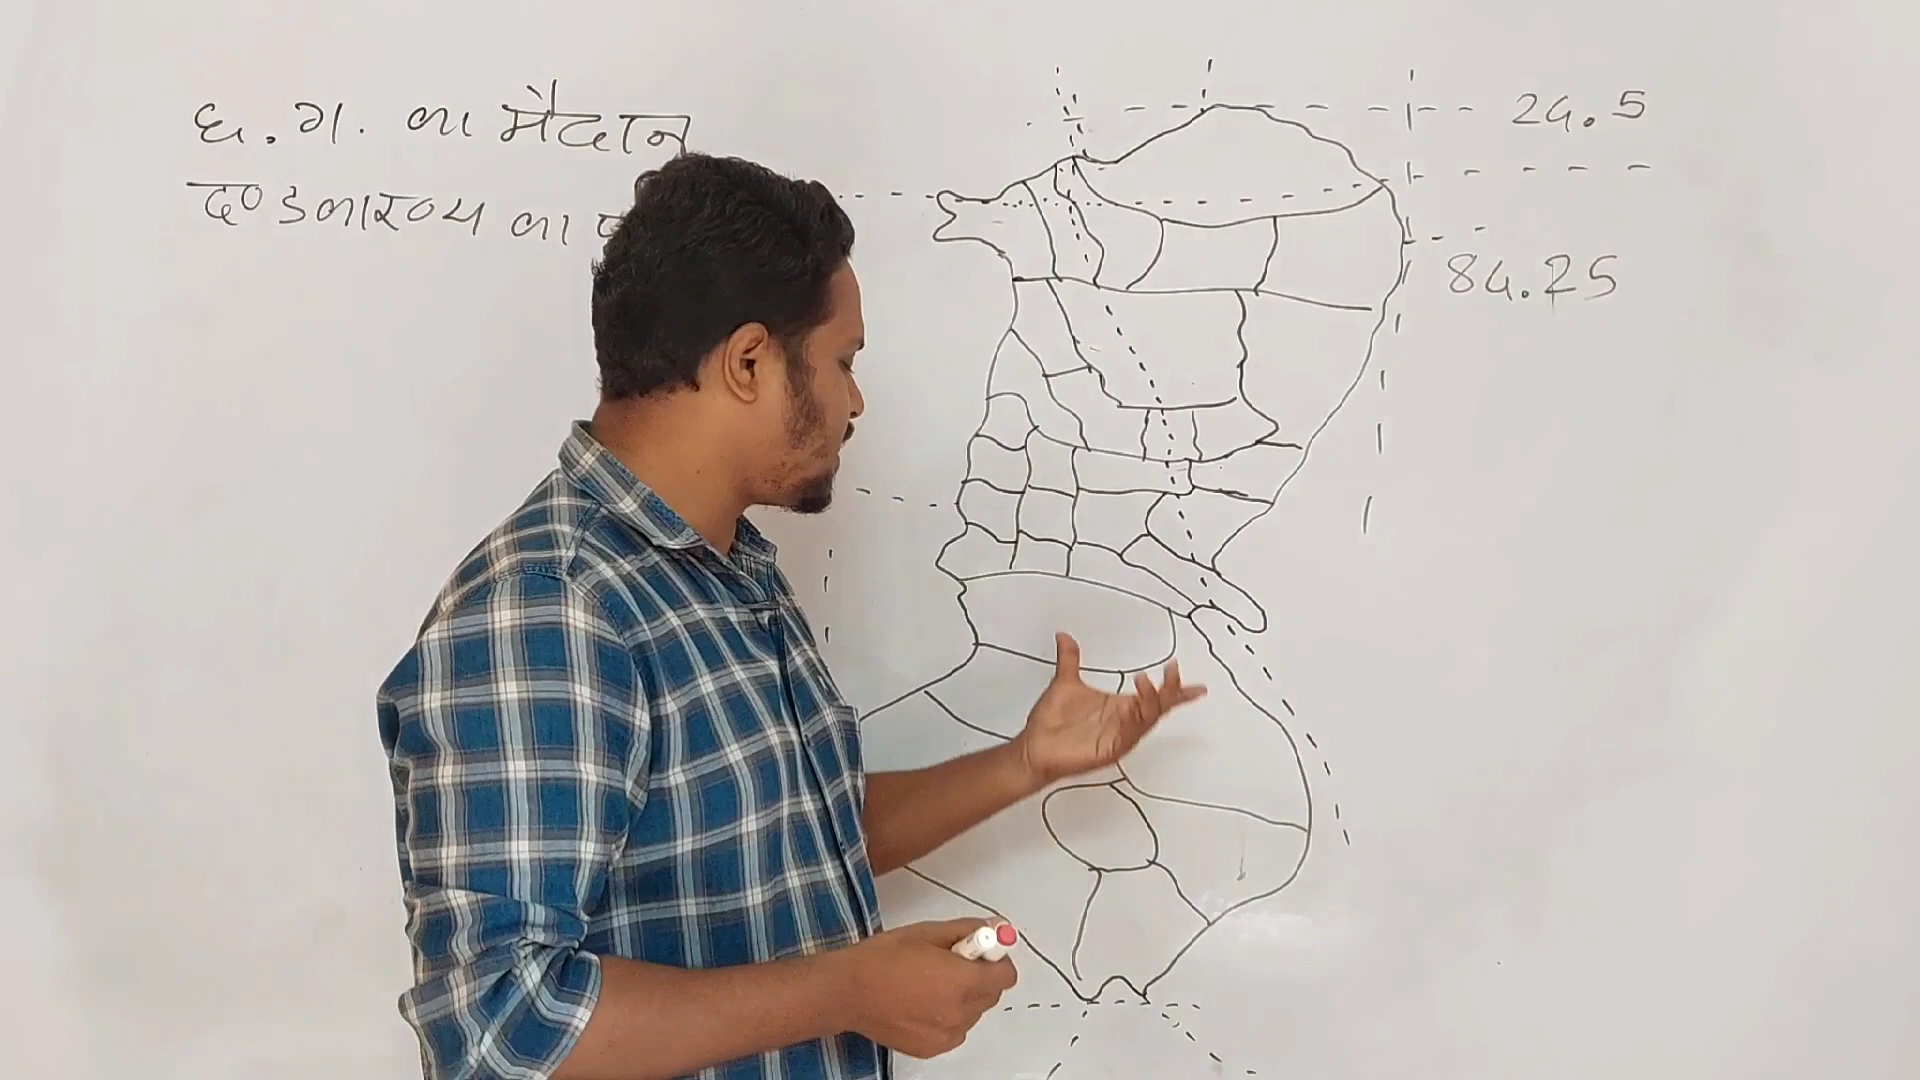 छ.ग. का मैदान
दण्डकारण्य का
24.5
84.25